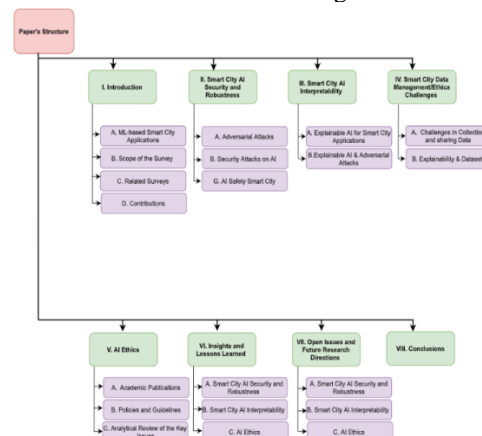 Paper's Structure
I. Introduction
II. Smart City AI
Security and
Robustness
III. Smart City AI
Interpretability
IV. Smart City Data
Management/Ethica
Challenges
A. ML-based Smart City
Applications
B. Scope of the Survey
C. Related Surveys
D. Contributions
A. Adversarial Attacks
B. Security Attacks on AI
G. AI Safety Smart City
A. Explainable AI for Smart City
Applications
B.Explainable AI & Adversarial
Attacks
A. Challenges in Collection
and sharing Data
B. Explainability & Dataset
V. AI Ethics
VI. Insights and
Lessons Learned
VII. Open Issues and
Future Research
Directions
VIII. Conclusions
A. Academic Publications
B. Policies and Guidelines
C. Analytical Review of the Key
Issues
A. Smart City AI Security and
Robustness
B. Smart City AI Interpretability
C. AI Ethics
A. Smart City AI Security and
Robustness
B. Smart City AI Interpretability
C. AI Ethics